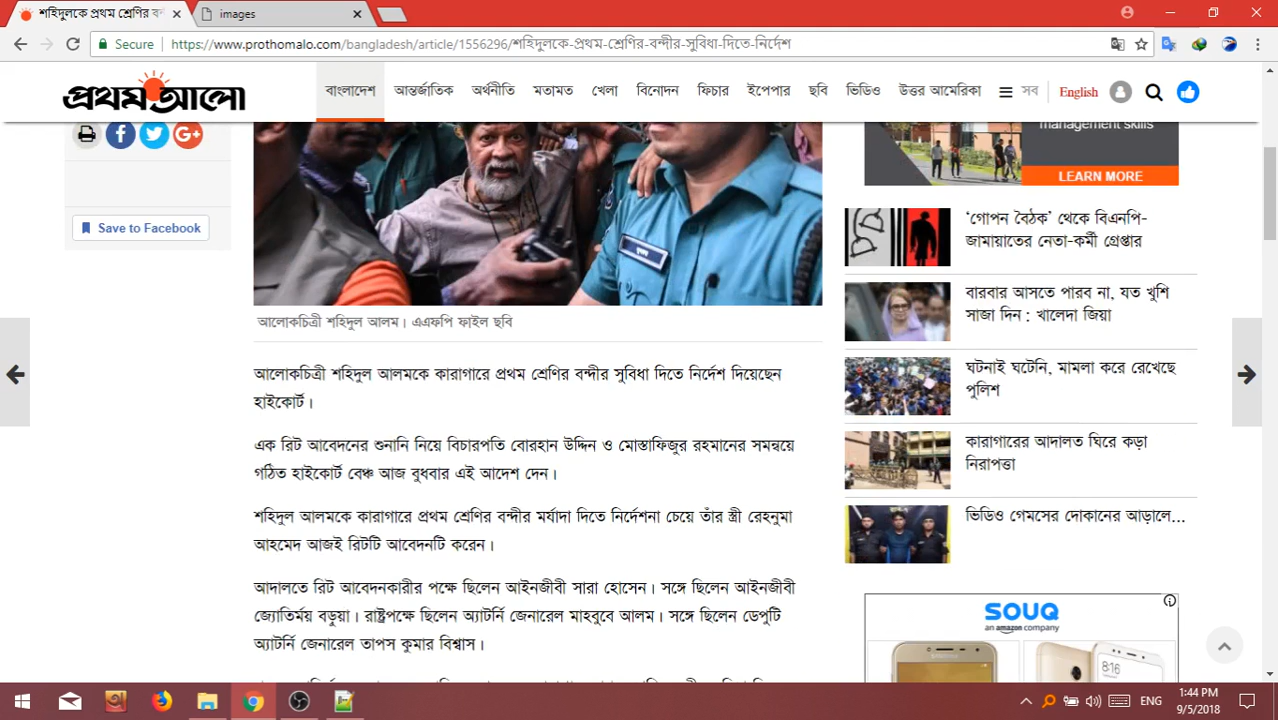 শহিদুলকে প্রথম শ্রেণির বন্দ
images
Secure
https://www.prothomalo.com/bangladesh/article/1556296/শহিদুলকে-প্রথম-শ্রেণির-বন্দীর-সুবিধা-দিতে-নির্দেশ
প্রথম আলো
বাংলাদেশ
আন্তর্জাতিক
অর্থনীতি
মতামত
খেলা
বিনোদন
ফিচার
ইপেপার
ছবি
ভিডিও
উত্তর আমেরিকা
সব
English
Save to Facebook
আলোকচিত্রী শহিদুল আলম। এএফপি ফাইল ছবি
আলোকচিত্রী শহিদুল আলমকে কারাগারে প্রথম শ্রেণির বন্দীর সুবিধা দিতে নির্দেশ দিয়েছেন
হাইকোর্ট।
এক রিট আবেদনের শুনানি নিয়ে বিচারপতি বোরহান উদ্দিন ও মোস্তাফিজুর রহমানের সমন্বয়ে
গঠিত হাইকোর্ট বেঞ্চ আজ বুধবার এই আদেশ দেন।
শহিদুল আলমকে কারাগারে প্রথম শ্রেণির বন্দীর মর্যাদা দিতে নির্দেশনা চেয়ে তাঁর স্ত্রী রেহনুমা
আহমেদ আজই রিটটি আবেদনটি করেন।
আদালতে রিট আবেদনকারীর পক্ষে ছিলেন আইনজীবী সারা হোসেন। সঙ্গে ছিলেন আইনজীবী
জ্যোতির্ময় বড়ুয়া। রাষ্ট্রপক্ষে ছিলেন অ্যাটর্নি জেনারেল মাহবুবে আলম। সঙ্গে ছিলেন ডেপুটি
অ্যাটর্নি জেনারেল তাপস কুমার বিশ্বাস।
management skills
LEARN MORE
‘গোপন বৈঠক’ থেকে বিএনপি-
জামায়াতের নেতা-কর্মী গ্রেপ্তার
বারবার আসতে পারব না, যত খুশি
সাজা দিন : খালেদা জিয়া
ঘটনাই ঘটেনি, মামলা করে রেখেছে
পুলিশ
কারাগারের আদালত ঘিরে কড়া
নিরাপত্তা
ভিডিও গেমসের দোকানের আড়ালে...
SOUQ
an amazon company
8:16
ENG
1:44 PM
9/5/2018